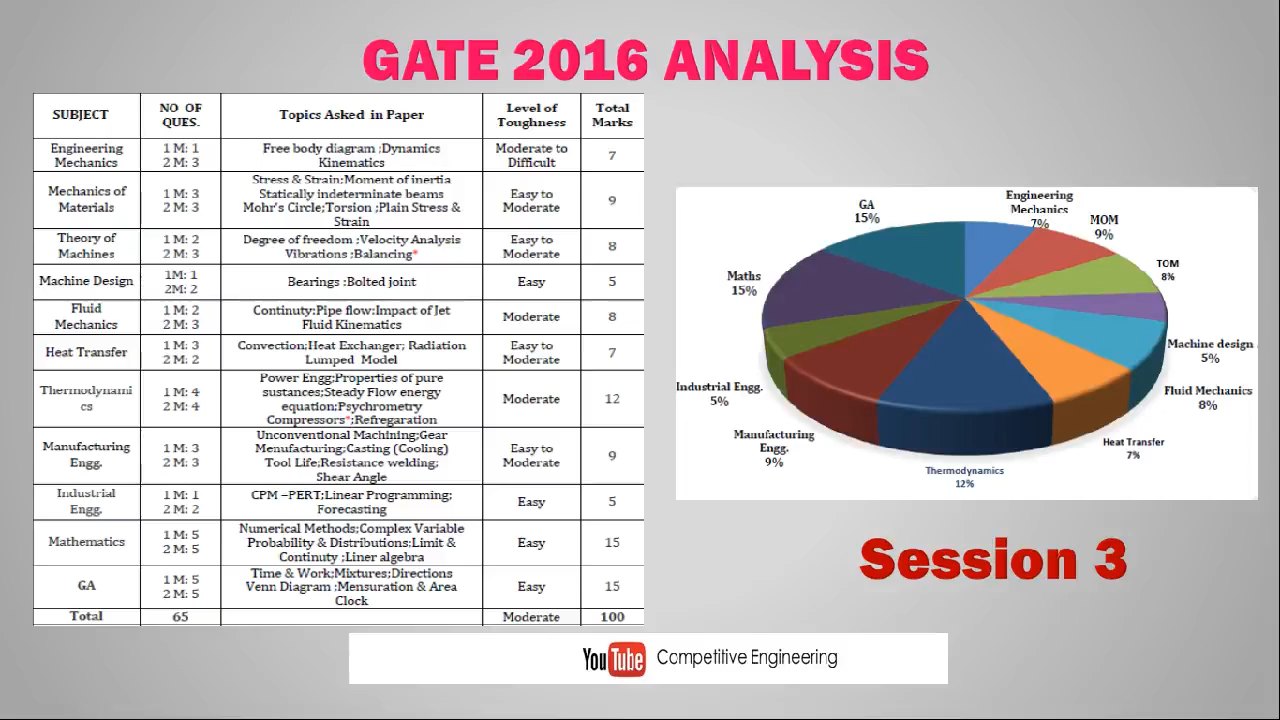 GATE 2016 ANALYSIS
SUBJECT NO OF QUES. Topics Asked in Paper Level of Toughness Total Marks
Engineering Mechanics 1 M: 1 2 M: 3 Free body diagram ;Dynamics Kinematics Moderate to Difficult 7
Mechanics of Materials 1 M: 3 2 M: 3 Stress & Strain;Moment of inertia Statically indeterminate beams Mohr's Circle;Torsion ;Plain Stress & Strain Easy to Moderate 9
Theory of Machines 1 M: 2 2 M: 3 Degree of freedom ;Velocity Analysis Vibrations ;Balancing* Easy to Moderate 8
Machine Design 1M: 1 2M: 2 Bearings ;Bolted joint Easy 5
Fluid Mechanics 1 M: 2 2 M: 3 Continuty;Pipe flow;Impact of Jet Fluid Kinematics Moderate 8
Heat Transfer 1 M: 3 2 M: 2 Convection;Heat Exchanger; Radiation Lumped Model Easy to Moderate 7
Thermodynami cs 1 M: 4 2 M: 4 Power Engg;Properties of pure sustances;Steady Flow energy equation;Psychrometry Compressors*;Refregaration Moderate 12
Manufacturing Engg. 1 M: 3 2 M: 3 Unconventional Machining;Gear Menufacturing;Casting (Cooling) Tool Life;Resistance welding; Shear Angle Easy to Moderate 9
Industrial Engg. 1 M: 1 2 M: 2 CPM –PERT;Linear Programming; Forecasting Easy 5
Mathematics 1 M: 5 2 M: 5 Numerical Methods;Complex Variable Probability & Distributions;Limit & Continuty ;Liner algebra Easy 15
GA 1 M: 5 2 M: 5 Time & Work;Mixtures;Directions Venn Diagram ;Mensuration & Area Clock Easy 15
Total 65 Moderate 100
Engineering
Mechanics
7%
MOM
9%
TOM
8%
Machine design
5%
Fluid Mechanics
8%
Heat Transfer
7%
Thermodynamics
12%
Manufacturing
Engg.
9%
Industrial Engg.
5%
Maths
15%
GA
15%
Session 3
YouTube Competitive Engineering